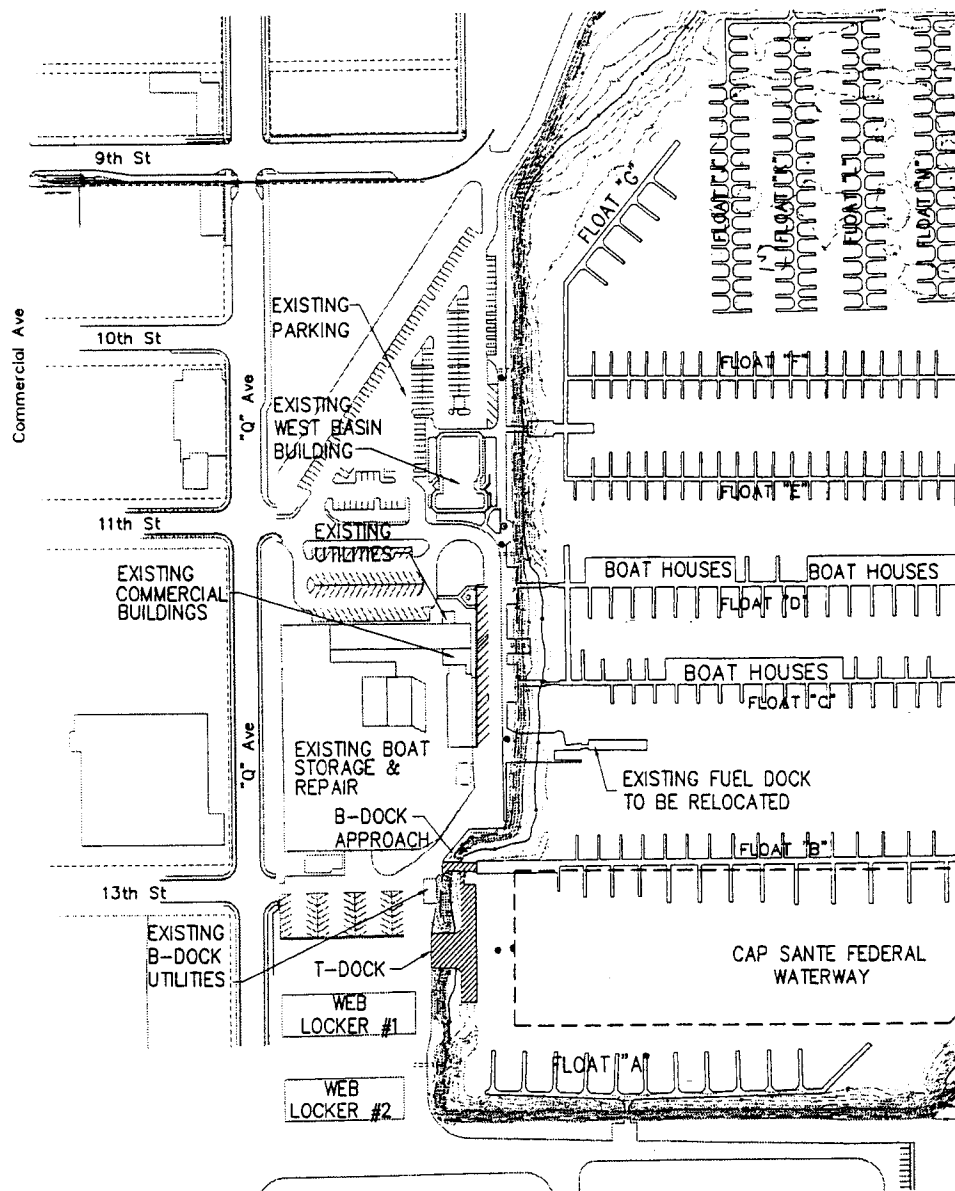 9th St
10th St
Commercial Ave
"Q" Ave
11th St
EXISTING
PARKING
EXISTING
WEST BASIN
BUILDING
EXISTING
UTILITIES
EXISTING
COMMERCIAL
BUILDINGS
"Q" Ave
EXISTING BOAT
STORAGE &
REPAIR
B-DOCK
APPROACH
13th St
EXISTING
B-DOCK
UTILITIES
T-DOCK
WEB
LOCKER #1
WEB
LOCKER #2
FLOAT "G"
FLOAT "J"
FLOAT "K"
FLOAT "L"
FLOAT "F"
FLOAT "E"
BOAT HOUSES
BOAT HOUSES
FLOAT "D"
BOAT HOUSES
FLOAT "C"
EXISTING FUEL DOCK
TO BE RELOCATED
FLOAT "B"
CAP SANTE FEDERAL
WATERWAY
FLOAT "A"